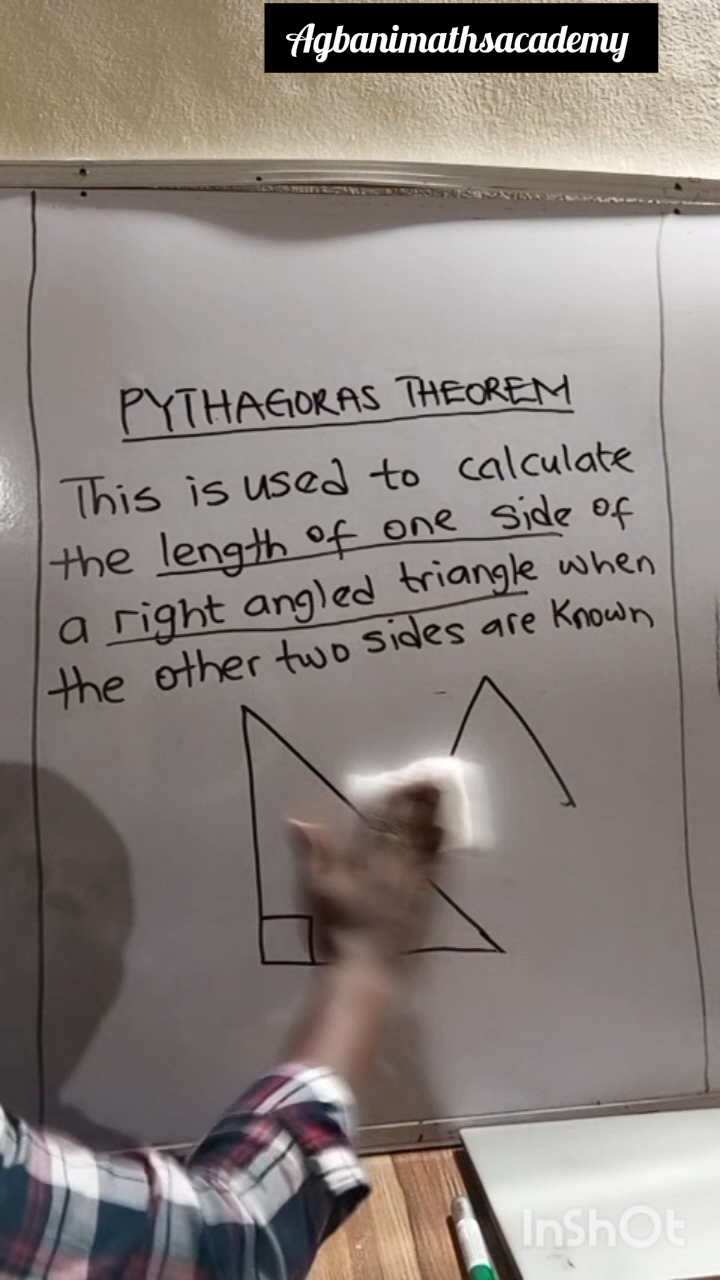 Agbanimathsacademy
PYTHAGORAS THEOREM
This is used to calculate
the length of one side of
a right angled triangle when
the other two sides are known
InShOt